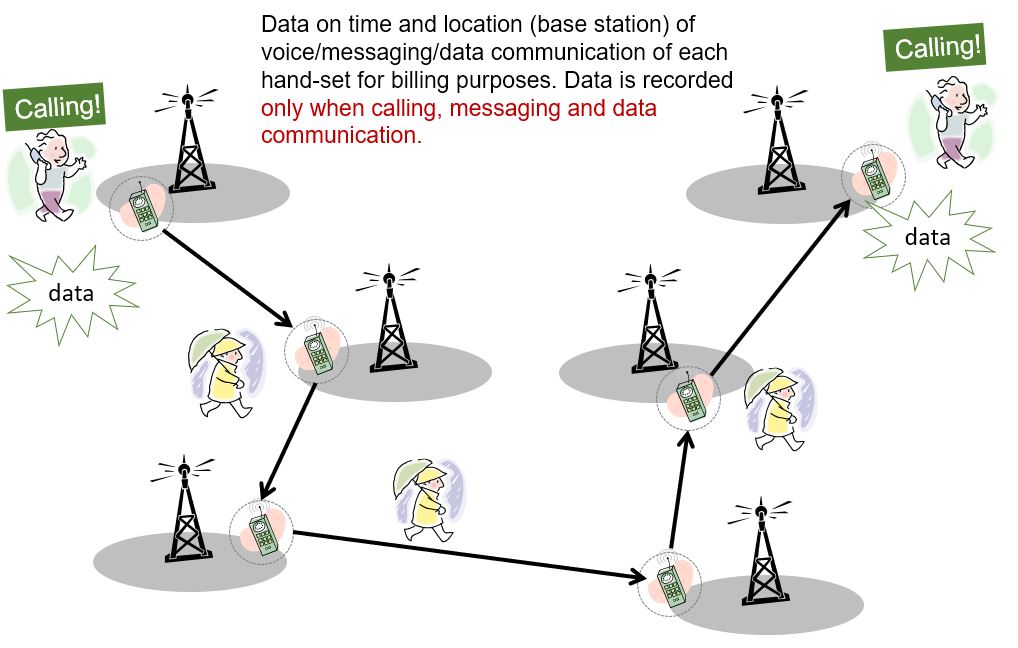 Data on time and location (base station) of
voice/messaging/data communication of each
hand-set for billing purposes. Data is recorded
only when calling, messaging and data
communication.
Calling!
Calling!
data
data